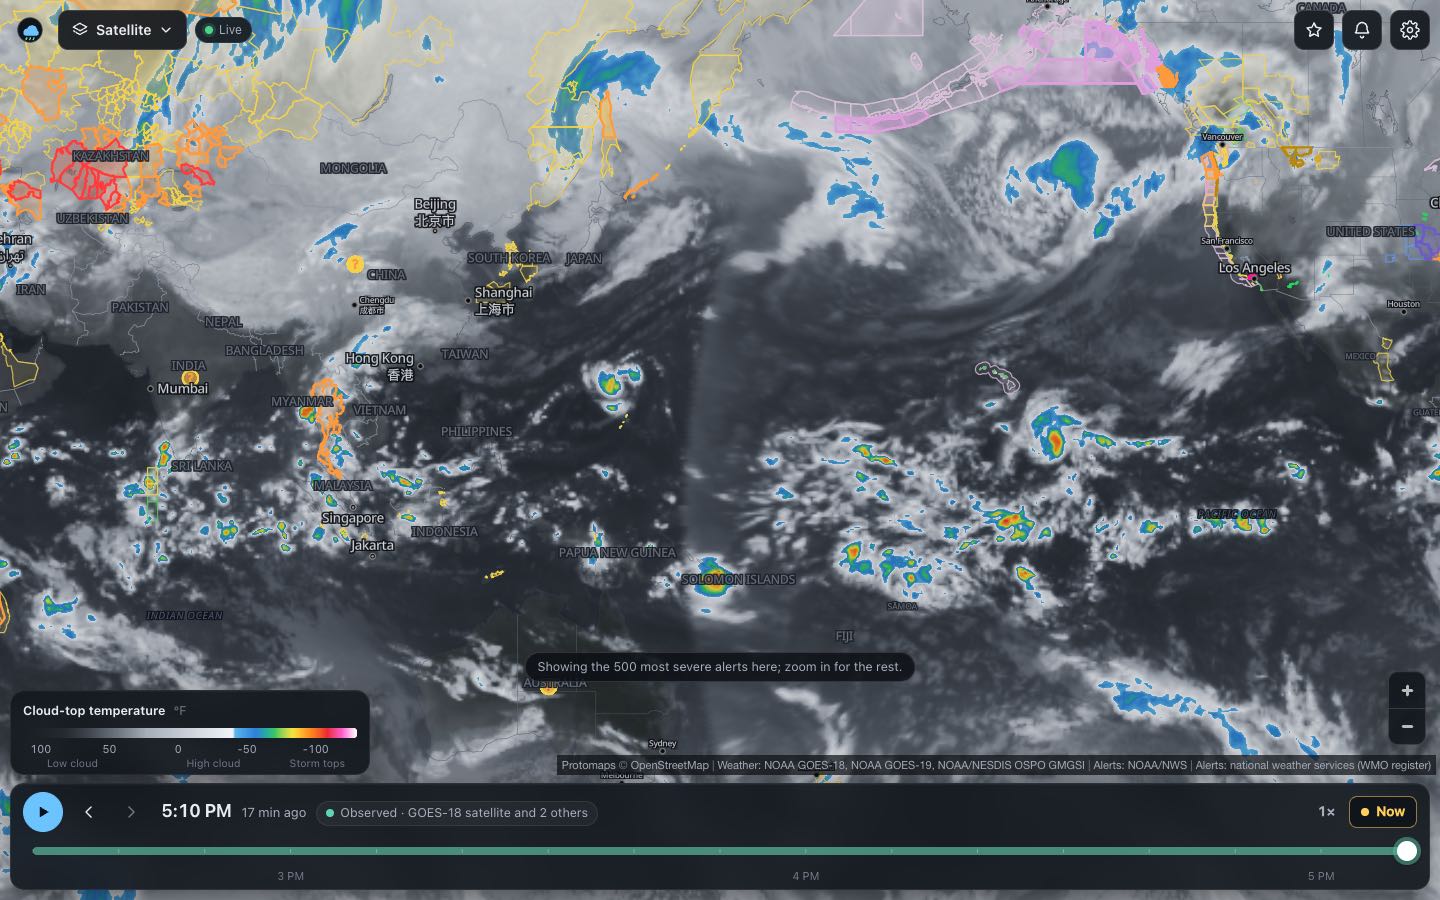 Satellite
Live
CANADA
KAZAKHSTAN
MONGOLIA
Vancouver
UZBEKISTAN
Beijing
北京市
ehran
تهران
San Francisco
UNITED STATES
IRAN
SOUTH KOREA
JAPAN
CHINA
Los Angeles
PAKISTAN
Chengdu
成都市
Shanghai
上海市
Houston
NEPAL
BANGLADESH
TAIWAN
INDIA
Hong Kong
香港
MEXICO
Mumbai
MYANMAR
VIETNAM
PHILIPPINES
SRI LANKA
MALAYSIA
Singapore
INDONESIA
PACIFIC OCEAN
Jakarta
PAPUA NEW GUINEA
SOLOMON ISLANDS
SĀMOA
INDIAN OCEAN
FIJI
Showing the 500 most severe alerts here; zoom in for the rest.
AUSTRALIA
Sydney
Melbourne
Cloud-top temperature °F
100 50 0 -50 -100
Low cloud High cloud Storm tops
+
−
Protomaps © OpenStreetMap | Weather: NOAA GOES-18, NOAA GOES-19, NOAA/NESDIS OSPO GMGSI | Alerts: NOAA/NWS | Alerts: national weather services (WMO register)
5:10 PM 17 min ago Observed · GOES-18 satellite and 2 others 1× Now
3 PM 4 PM 5 PM